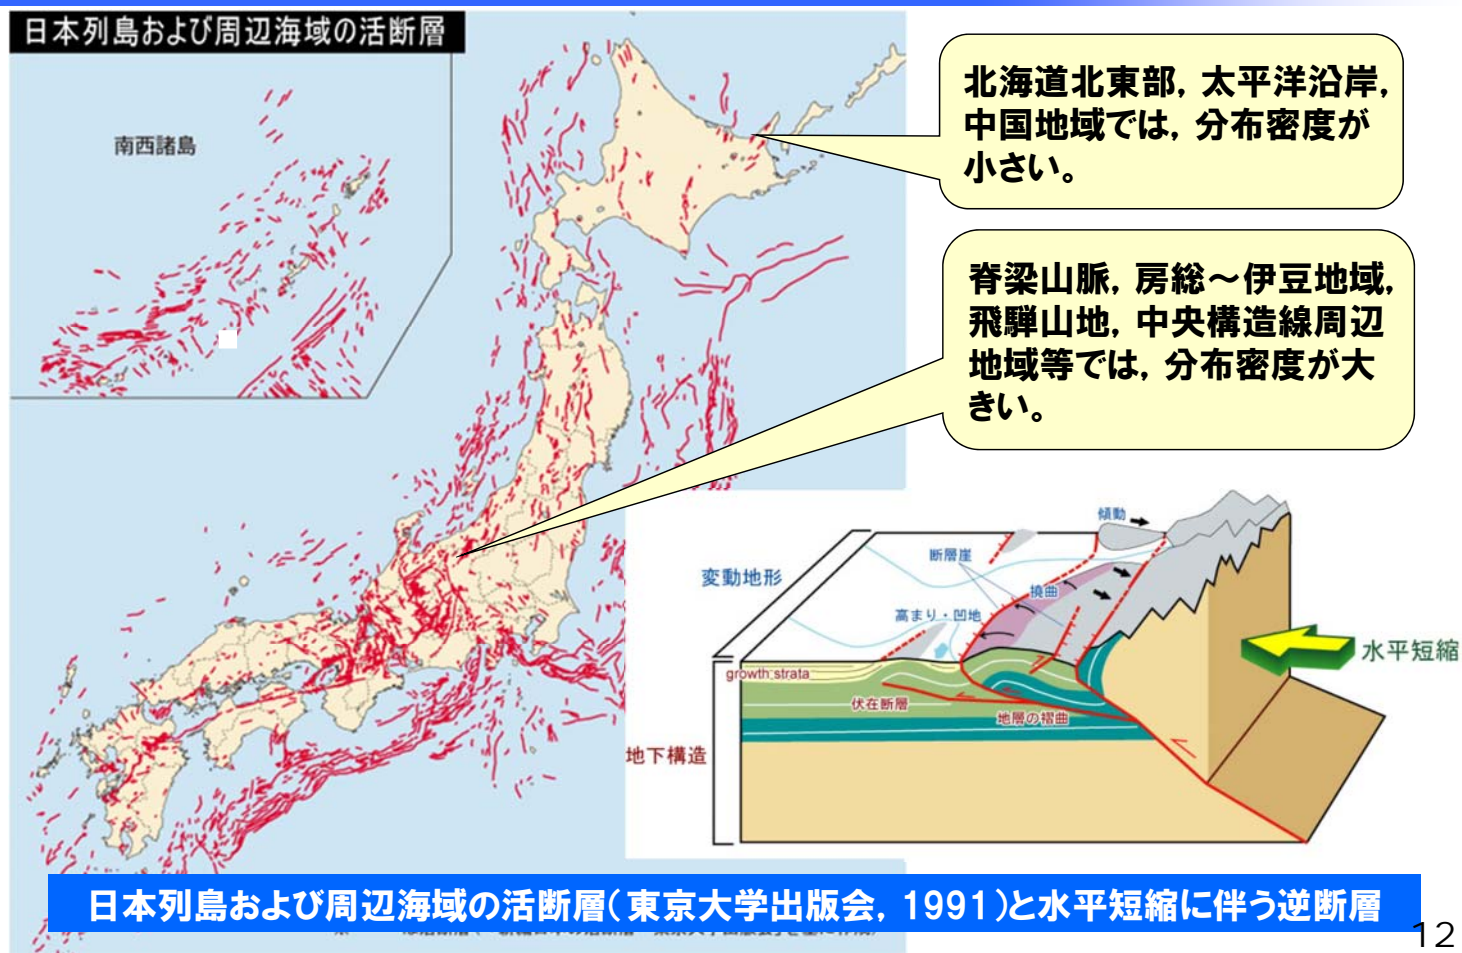 日本列島および周辺海域の活断層
南西諸島
北海道北東部，太平洋沿岸，
中国地域では，分布密度が
小さい。
脊梁山脈，房総～伊豆地域，
飛騨山地，中央構造線周辺
地域等では，分布密度が大
きい。
傾動
断層崖
変動地形
撓曲
高まり・凹地
水平短縮
growth strata
伏在断層
地層の褶曲
地下構造
日本列島および周辺海域の活断層（東京大学出版会，1991）と水平短縮に伴う逆断層
12